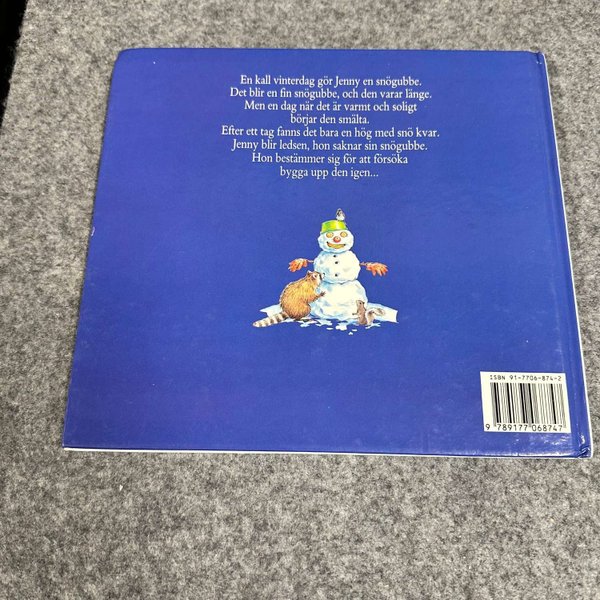 En kall vinterdag gör Jenny en snögubbe.
Det blir en fin snögubbe, och den varar länge.
Men en dag når det är varmt och soligt
börjar den smälta.
Efter ett tag fanns det bara en hög med snö kvar.
Jenny blir ledsen, hon saknar sin snögubbe.
Hon bestämmer sig för att försöka
bygga upp den igen...
ISBN 91-7706-874-2
9 789177 068747